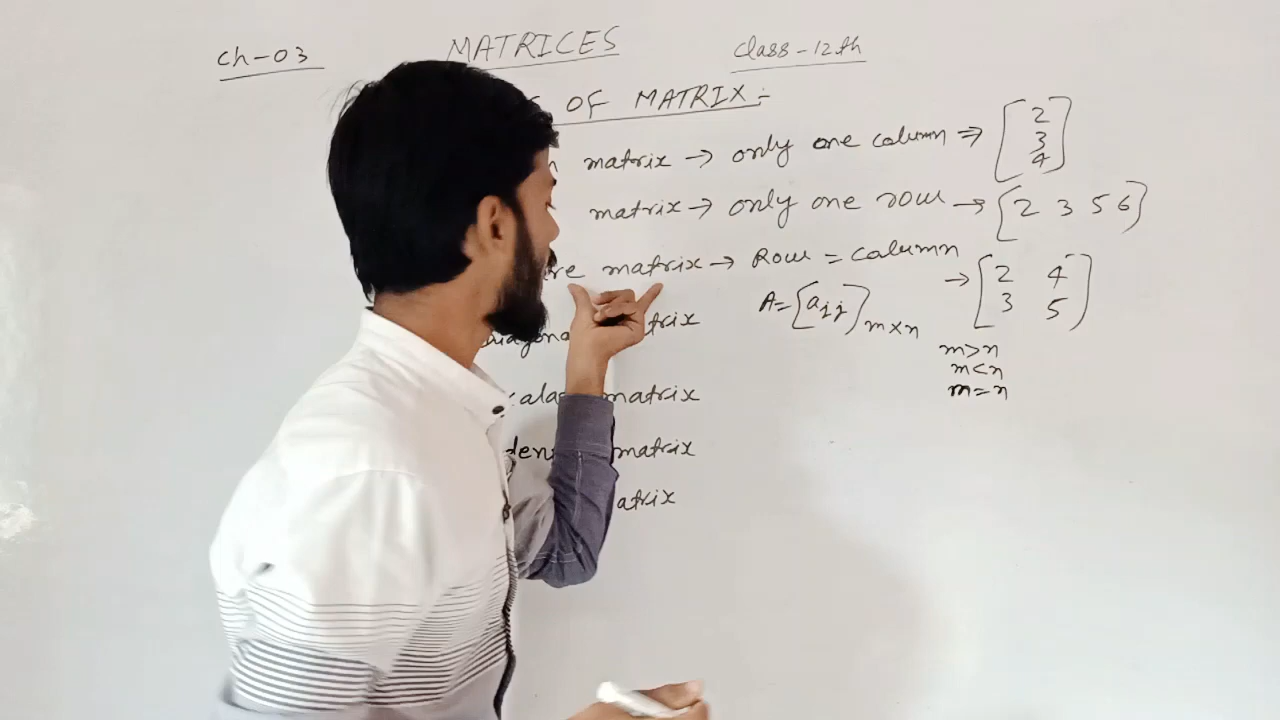 Ch-03 MATRICES Class-12th
OF MATRIX:-
matrix → only one column ⇒ [2 3 4]
matrix → only one row → [2 3 5 6]
matrix → Row = column
→ [2 4
3 5]
A = [aij]m×n
m>n
m<n
m=n
matrix
matrix
matrix